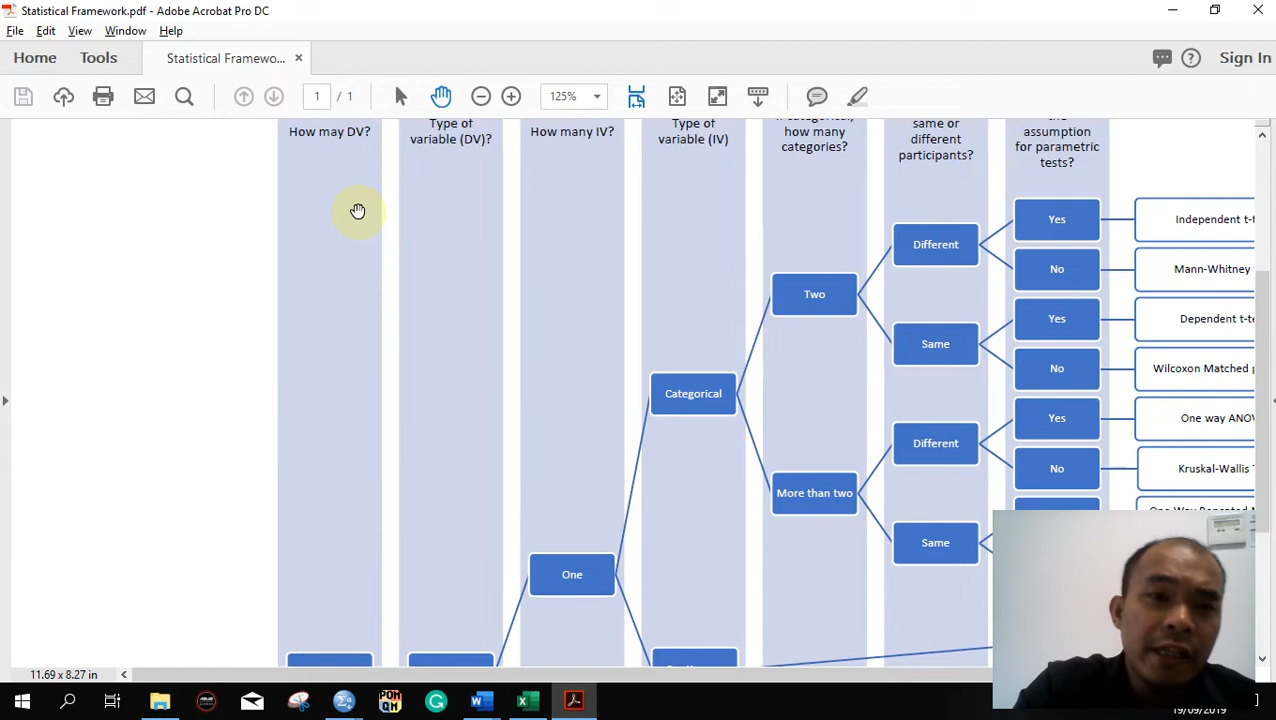 Statistical Framework.pdf - Adobe Acrobat Pro DC
File Edit View Window Help
Home Tools Statistical Framewo... × Sign In
1 / 1 125%
How may DV?
Type of
variable (DV)?
How many IV?
Type of
variable (IV)
how many
categories?
same or
different
participants?
the
assumption
for parametric
tests?
Yes
Independent t-t
Different
No
Mann-Whitney
Two
Yes
Dependent t-te
Same
No
Wilcoxon Matched p
Categorical
Yes
One way ANOV
Different
No
Kruskal-Wallis T
More than two
Same
One
11.69 x 8.27 in
19/09/2019